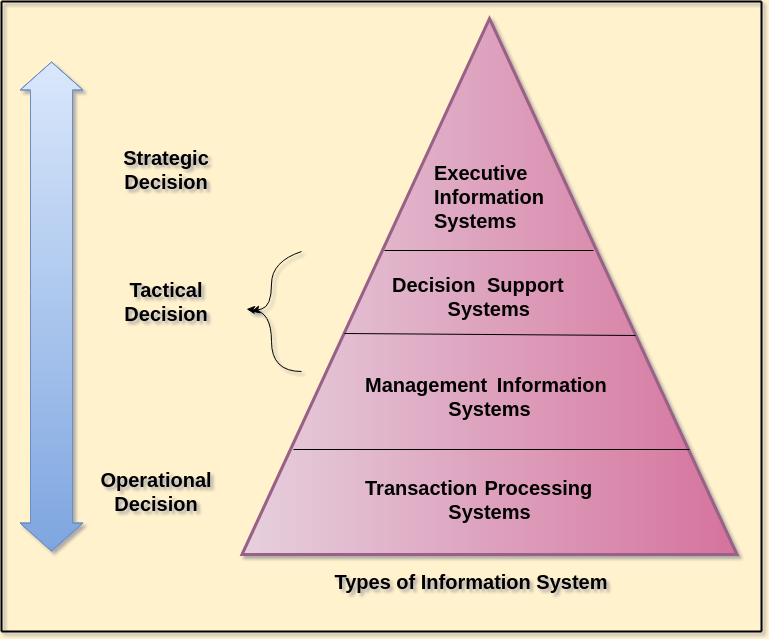 Strategic
Decision
Executive
Information
Systems
Tactical
Decision
Decision Support
Systems
Management Information
Systems
Operational
Decision
Transaction Processing
Systems
Types of Information System